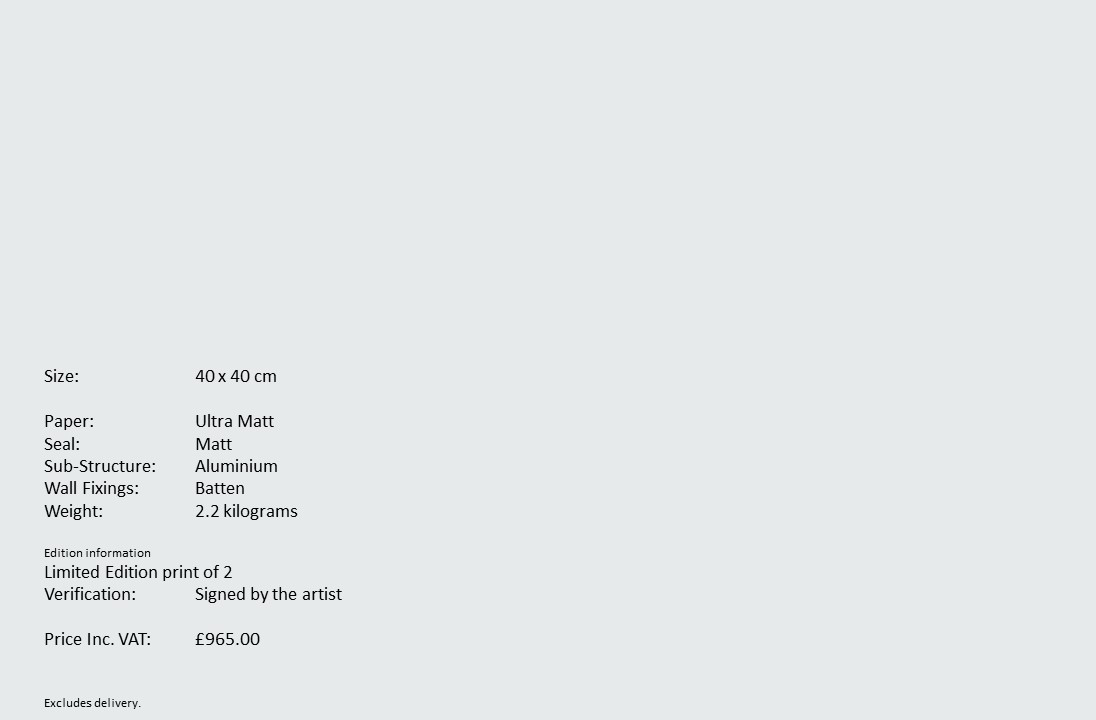 Size: 40 x 40 cm
Paper: Ultra Matt
Seal: Matt
Sub-Structure: Aluminium
Wall Fixings: Batten
Weight: 2.2 kilograms
Edition information
Limited Edition print of 2
Verification: Signed by the artist
Price Inc. VAT: £965.00
Excludes delivery.